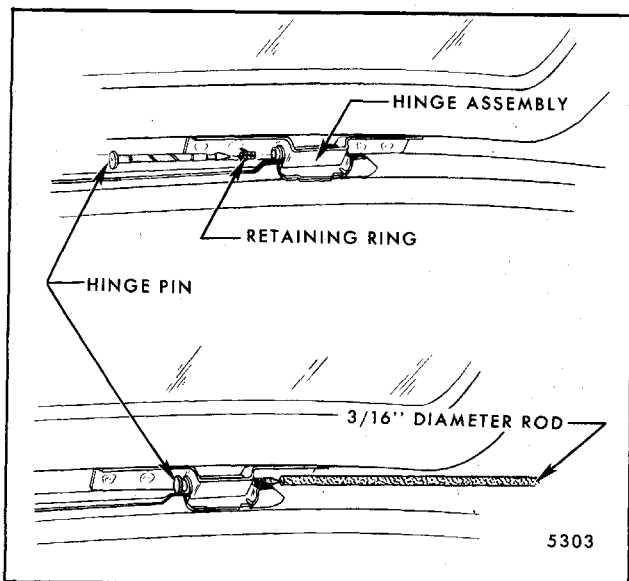 HINGE ASSEMBLY
RETAINING RING
HINGE PIN
3/16'' DIAMETER ROD
5303